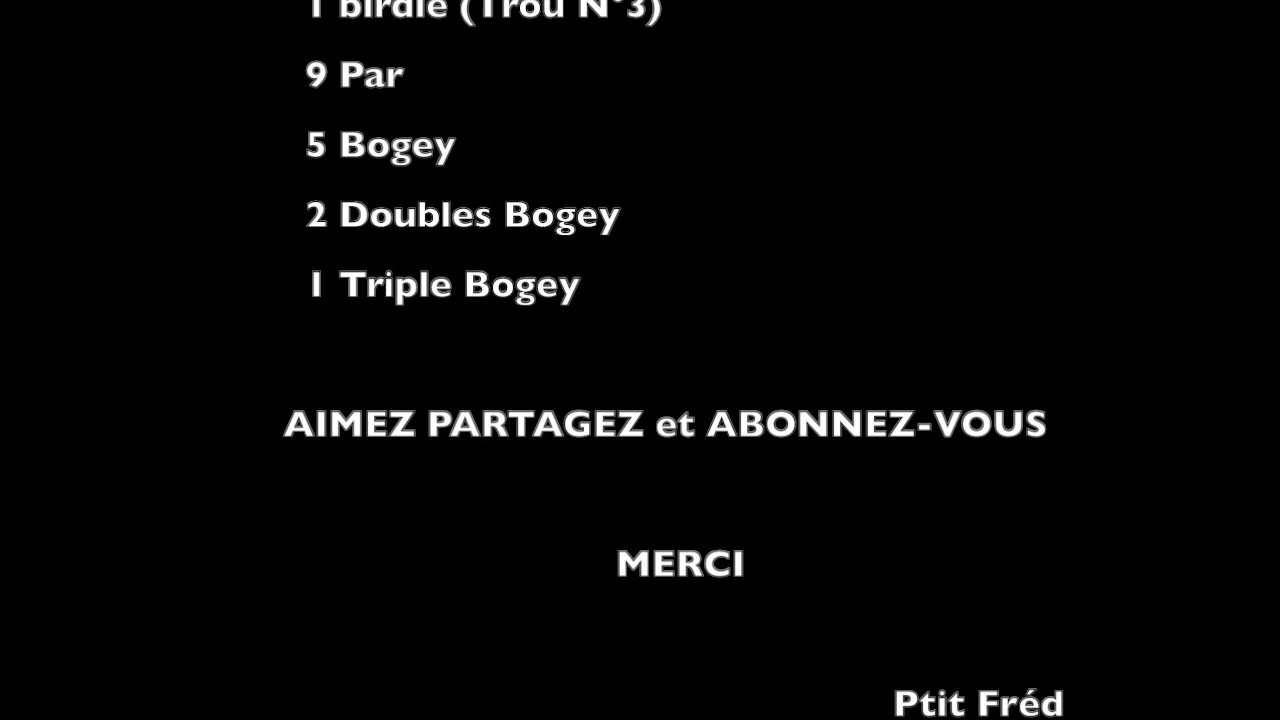 1 birdie (Trou N°3)
9 Par
5 Bogey
2 Doubles Bogey
1 Triple Bogey
AIMEZ PARTAGEZ et ABONNEZ-VOUS
MERCI
Ptit Fréd